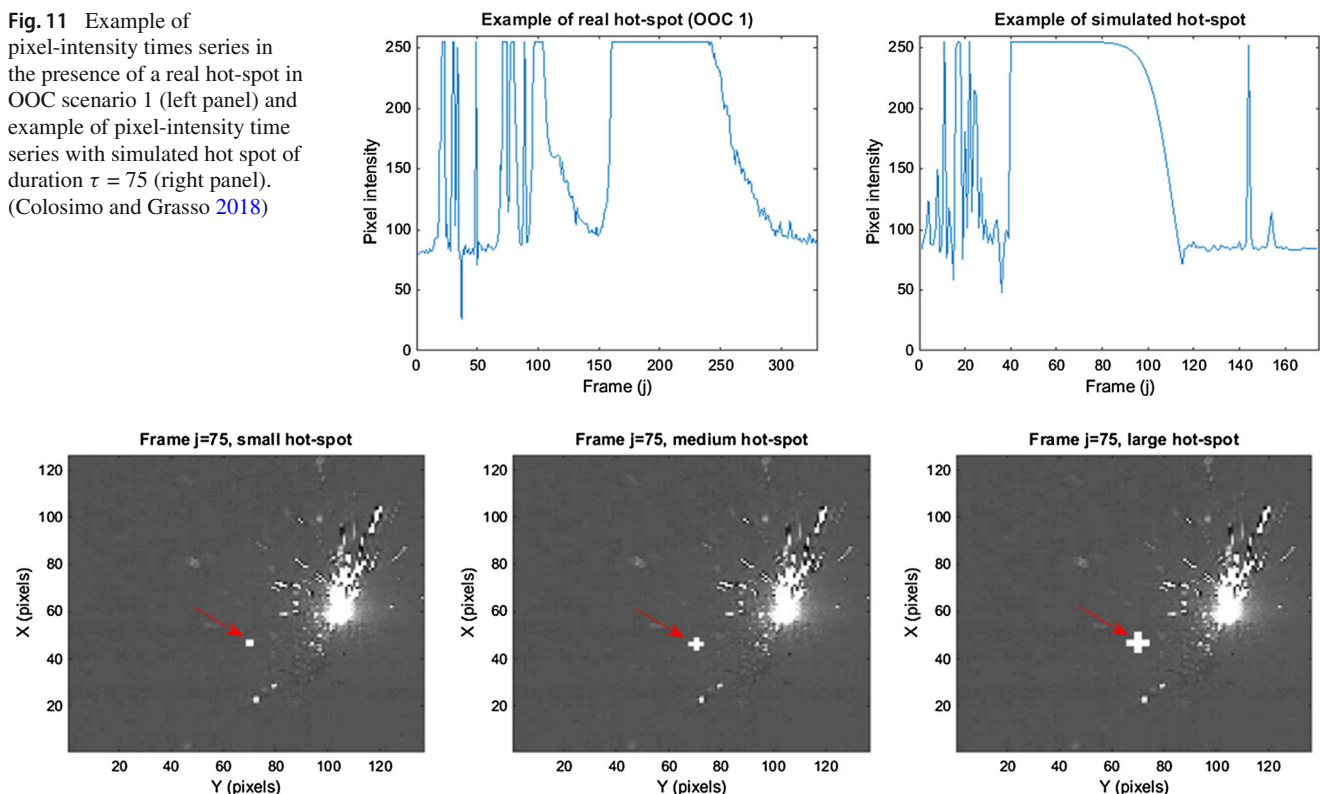 Fig. 11 Example of
pixel-intensity times series in
the presence of a real hot-spot in
OOC scenario 1 (left panel) and
example of pixel-intensity time
series with simulated hot spot of
duration τ = 75 (right panel).
(Colosimo and Grasso 2018)
Example of real hot-spot (OOC 1)
250
200
150
100
50
0
Pixel intensity
0 50 100 150 200 250 300
Frame (j)
Example of simulated hot-spot
250
200
150
100
50
0
Pixel intensity
0 20 40 60 80 100 120 140 160
Frame (j)
Frame j=75, small hot-spot
120
100
80
60
40
20
X (pixels)
20 40 60 80 100 120
Y (pixels)
Frame j=75, medium hot-spot
120
100
80
60
40
20
X (pixels)
20 40 60 80 100 120
Y (pixels)
Frame j=75, large hot-spot
120
100
80
60
40
20
X (pixels)
20 40 60 80 100 120
Y (pixels)